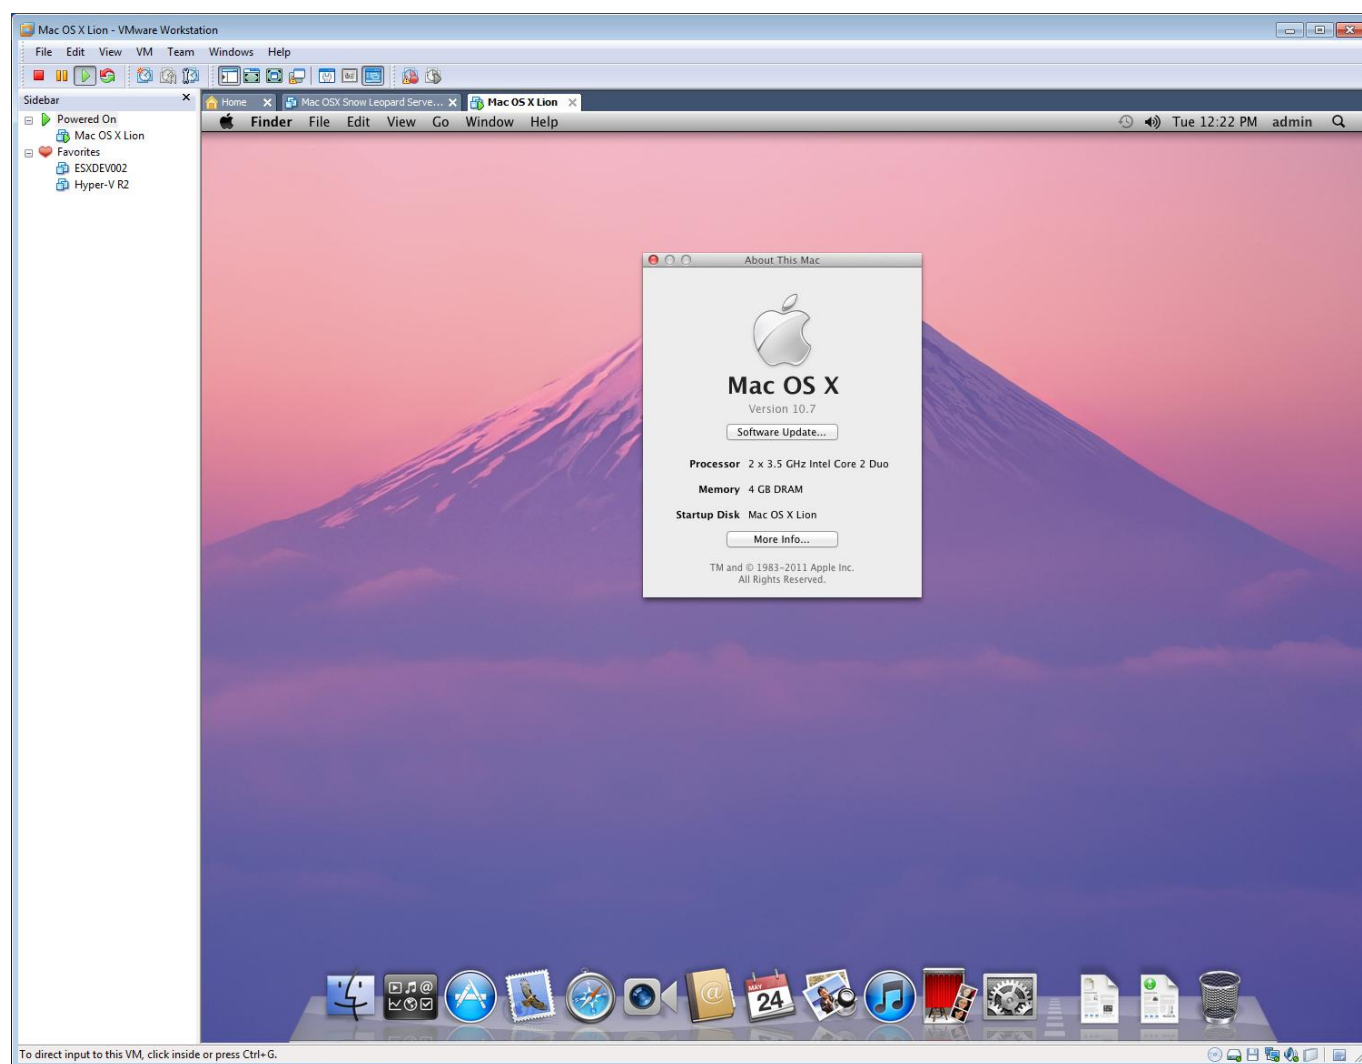 Mac OS X Lion - VMware Workstation
File Edit View VM Team Windows Help
Sidebar
Home Mac OSX Snow Leopard Serve... Mac OS X Lion
Powered On
Mac OS X Lion
Favorites
ESXDEV002
Hyper-V R2
Finder File Edit View Go Window Help Tue 12:22 PM admin
About This Mac
Mac OS X
Version 10.7
Software Update...
Processor 2 x 3.5 GHz Intel Core 2 Duo
Memory 4 GB DRAM
Startup Disk Mac OS X Lion
More Info...
TM and © 1983-2011 Apple Inc.
All Rights Reserved.
MAY
24
To direct input to this VM, click inside or press Ctrl+G.